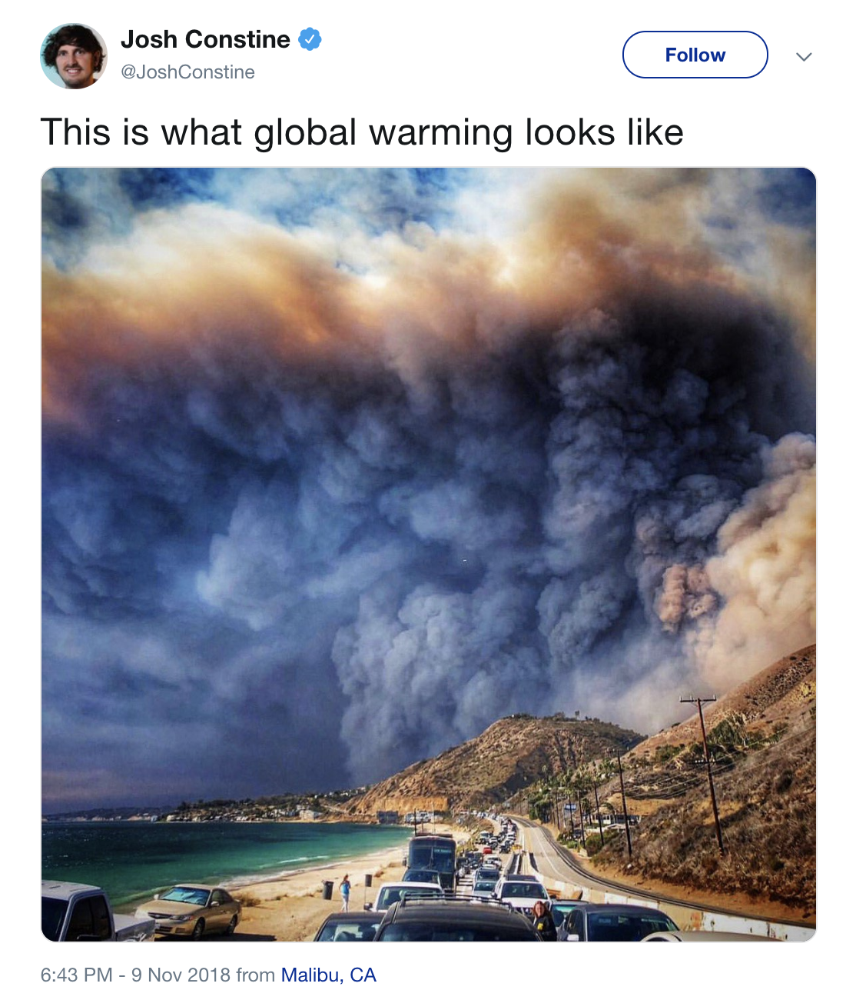 Josh Constine
@JoshConstine
Follow
This is what global warming looks like
6:43 PM - 9 Nov 2018 from Malibu, CA